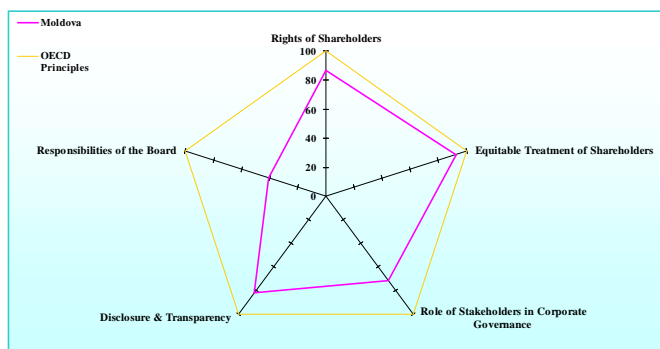 Moldova
OECD
Principles
Rights of Shareholders
100
80
60
40
20
0
Equitable Treatment of Shareholders
Responsibilities of the Board
Disclosure & Transparency
Role of Stakeholders in Corporate
Governance